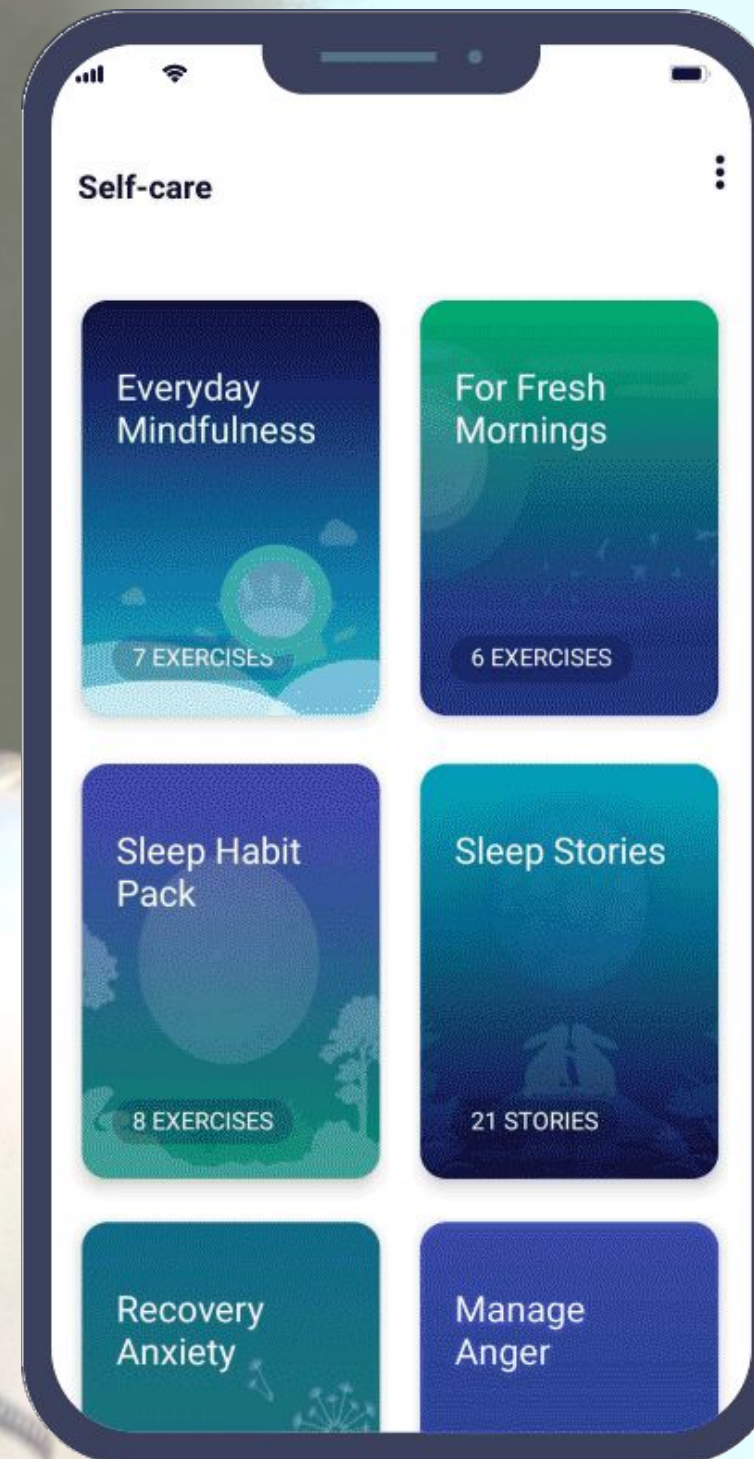 Self-care
Everyday
Mindfulness
7 EXERCISES
For Fresh
Mornings
6 EXERCISES
Sleep Habit
Pack
8 EXERCISES
Sleep Stories
21 STORIES
Recovery
Anxiety
Manage
Anger